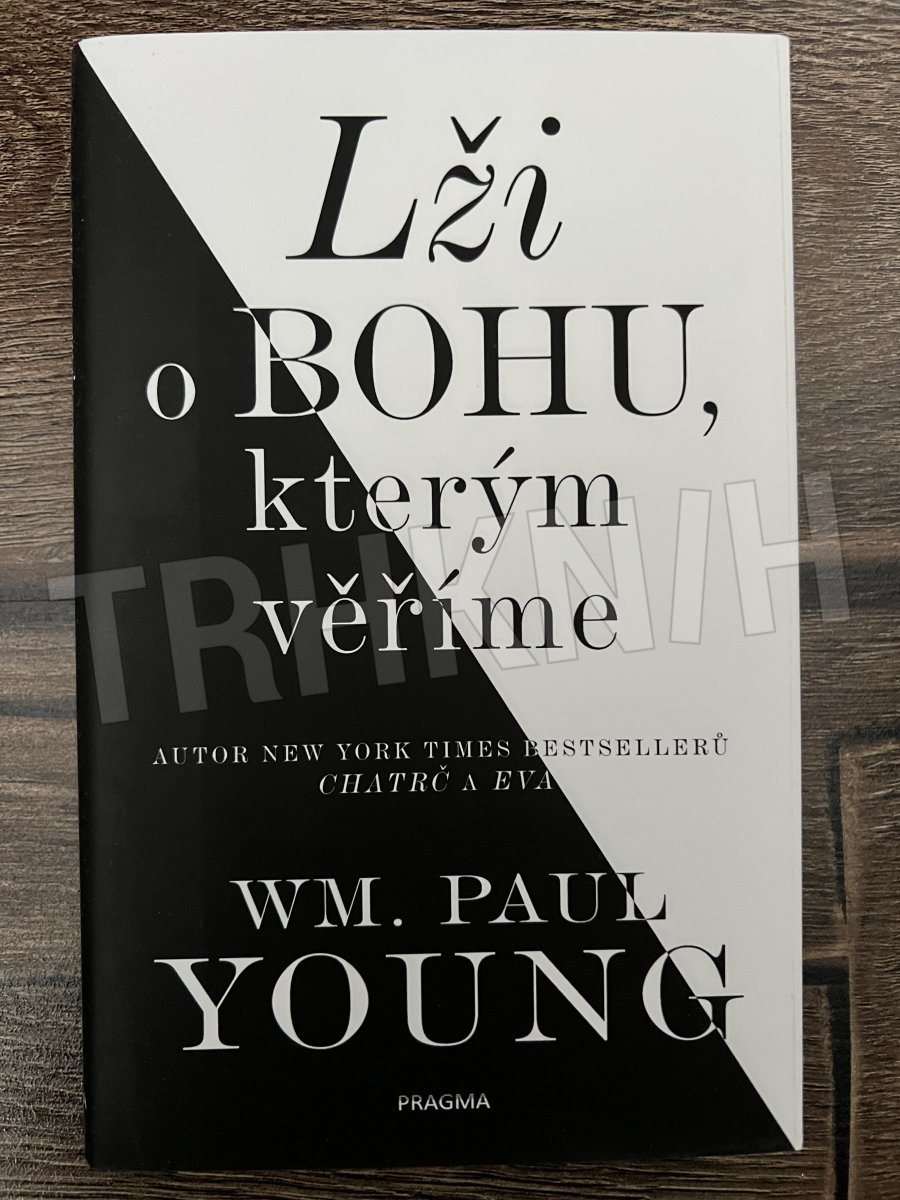 Lži
o BOHU,
kterým
věříme
TRHKNIH
AUTOR NEW YORK TIMES BESTSELLERŮ
CHATRČ A EVA
WM. PAUL
YOUNG
PRAGMA